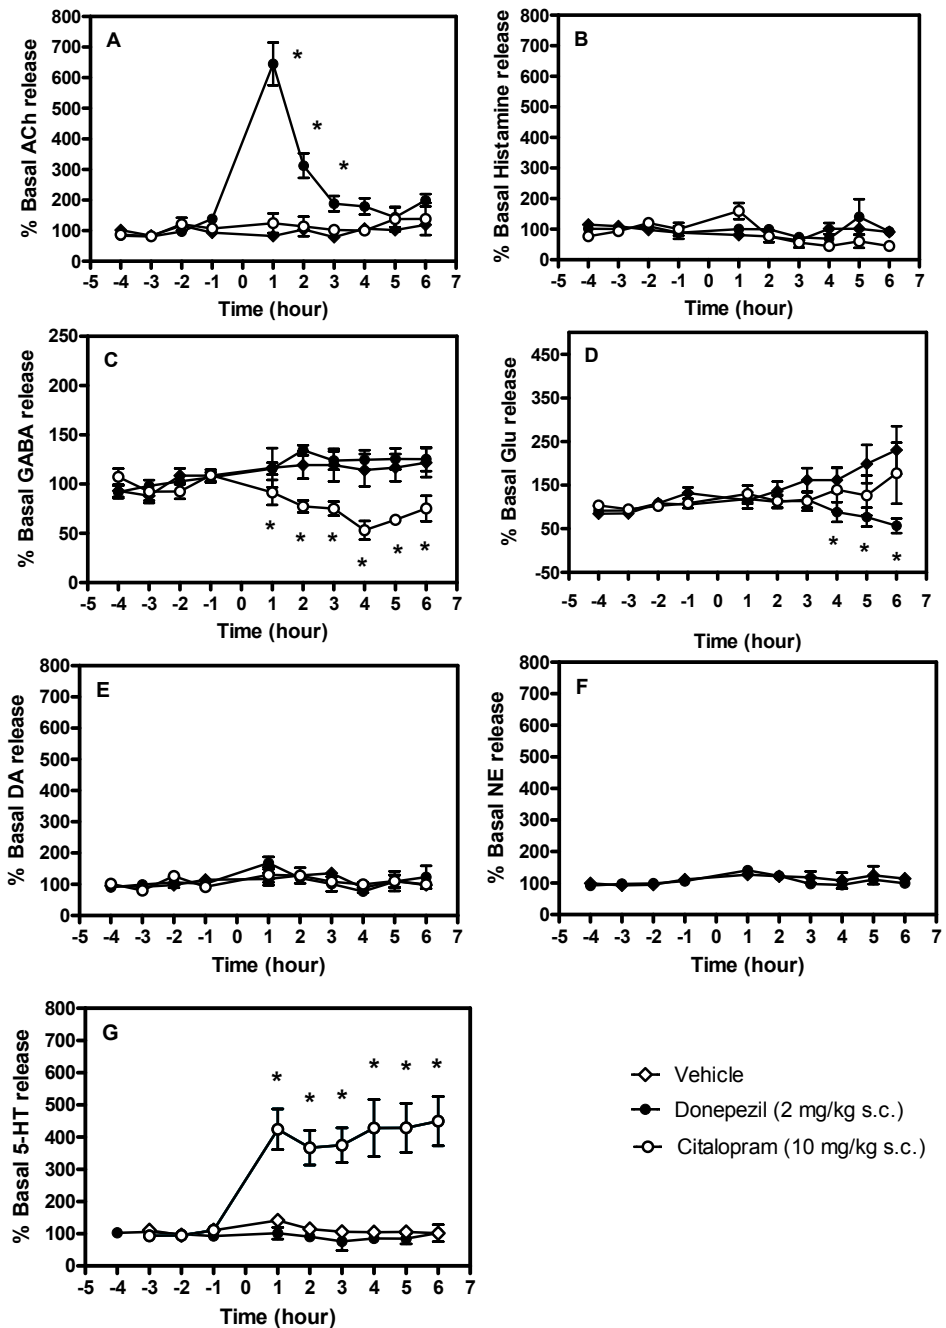 A
% Basal ACh release
800
700
600
500
400
300
200
100
0
* * *
-5 -4 -3 -2 -1 0 1 2 3 4 5 6 7
Time (hour)
B
% Basal Histamine release
800
700
600
500
400
300
200
100
0
-5 -4 -3 -2 -1 0 1 2 3 4 5 6 7
Time (hour)
C
% Basal GABA release
250
200
150
100
50
0
* * * * * *
-5 -4 -3 -2 -1 0 1 2 3 4 5 6 7
Time (hour)
D
% Basal Glu release
450
350
250
150
50
-50
* * *
-5 -4 -3 -2 -1 0 1 2 3 4 5 6 7
Time (hour)
E
% Basal DA release
800
700
600
500
400
300
200
100
0
-5 -4 -3 -2 -1 0 1 2 3 4 5 6 7
Time (hour)
F
% Basal NE release
800
700
600
500
400
300
200
100
0
-5 -4 -3 -2 -1 0 1 2 3 4 5 6 7
Time (hour)
G
% Basal 5-HT release
800
700
600
500
400
300
200
100
0
* * * * * *
-5 -4 -3 -2 -1 0 1 2 3 4 5 6 7
Time (hour)
Vehicle
Donepezil (2 mg/kg s.c.)
Citalopram (10 mg/kg s.c.)